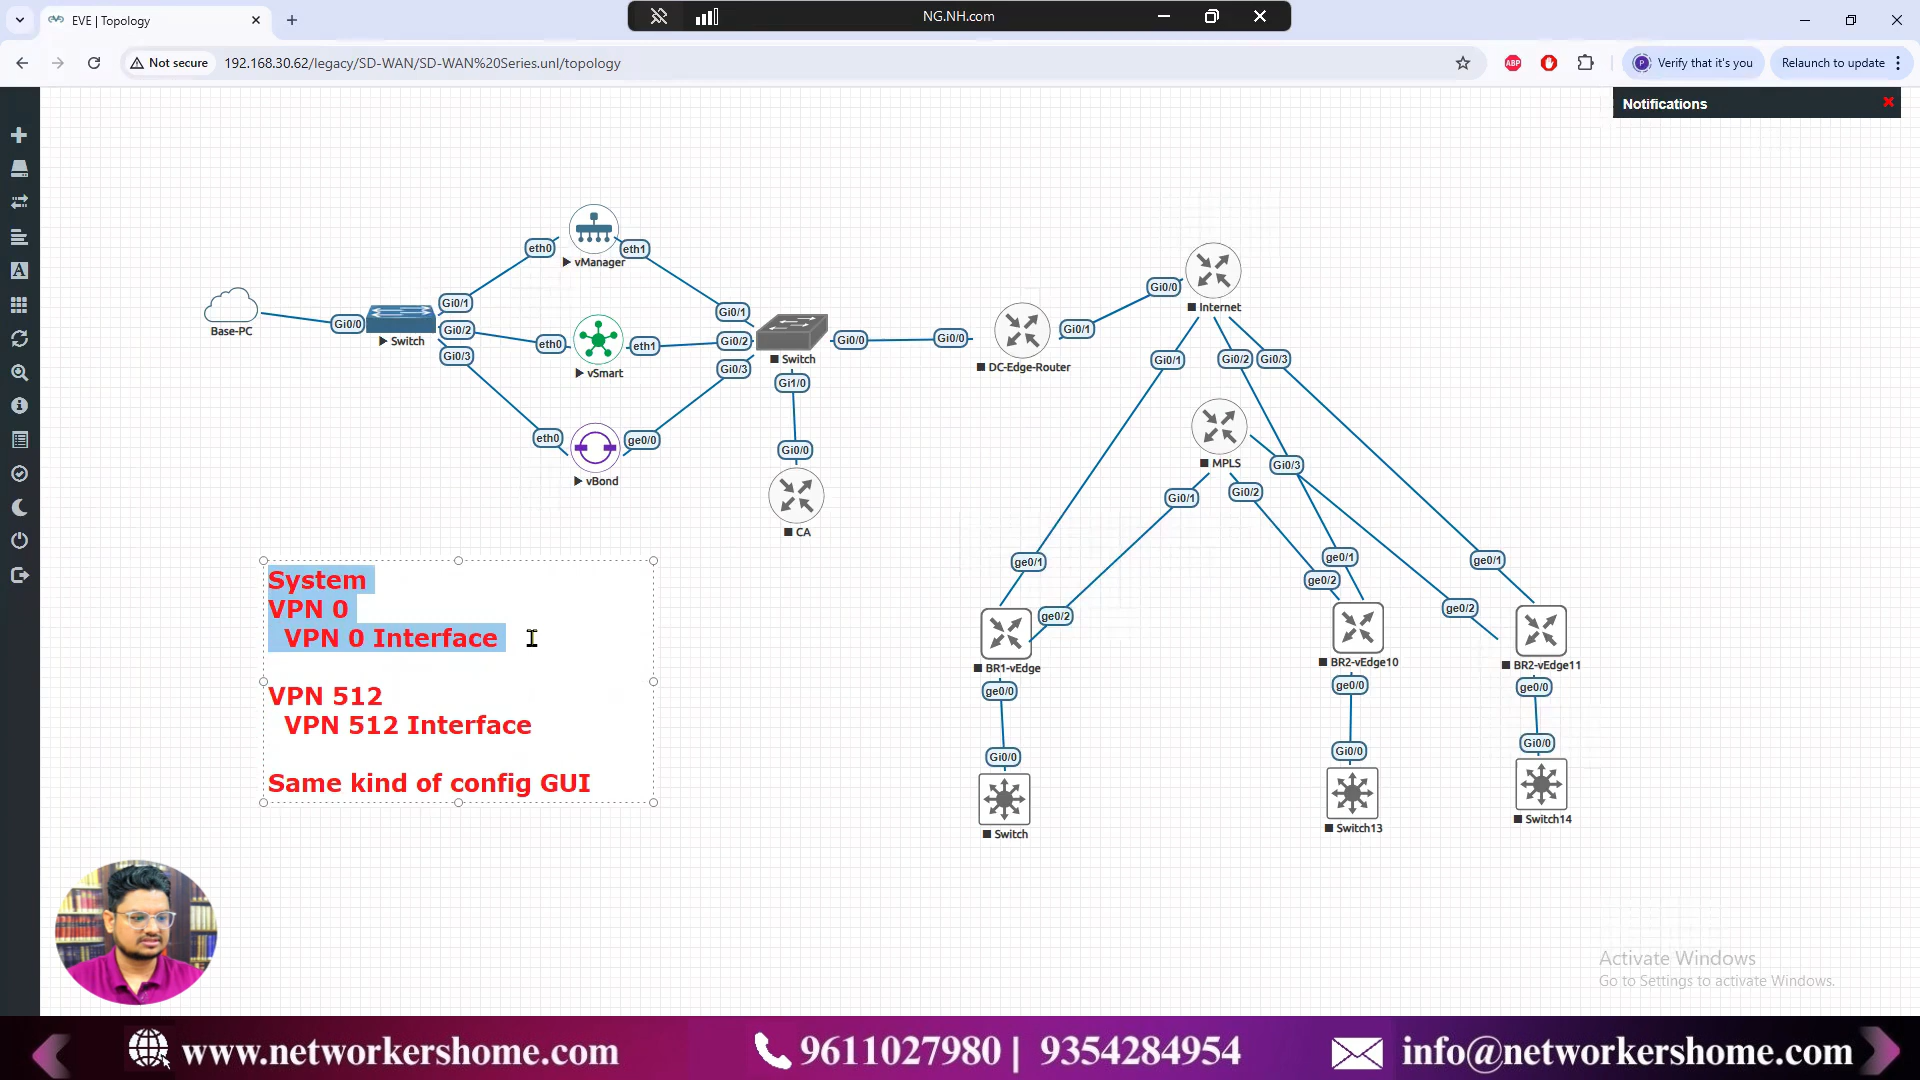 EVE | Topology
NG.NH.com
Not secure
192.168.30.62/legacy/SD-WAN/SD-WAN%20Series.unl/topology
ABP
P
Verify that it's you
Relaunch to update
Notifications
eth0
eth1
vManager
Base-PC
Gi0/0
Switch
Gi0/1
Gi0/2
Gi0/3
eth0
eth1
vSmart
eth0
ge0/0
vBond
Gi0/1
Gi0/2
Gi0/3
Gi0/0
Switch
Gi1/0
Gi0/0
CA
Gi0/0
Gi0/1
DC-Edge-Router
Gi0/0
Internet
Gi0/1
Gi0/2
Gi0/3
MPLS
Gi0/3
Gi0/2
Gi0/1
ge0/1
ge0/2
BR1-vEdge
ge0/0
Gi0/0
Switch
ge0/1
ge0/2
BR2-vEdge10
ge0/0
Gi0/0
Switch13
ge0/1
ge0/2
BR2-vEdge11
ge0/0
Gi0/0
Switch14
System
VPN 0
VPN 0 Interface
VPN 512
VPN 512 Interface
Same kind of config GUI
Activate Windows
Go to Settings to activate Windows.
www.networkershome.com
9611027980 | 9354284954
info@networkershome.com